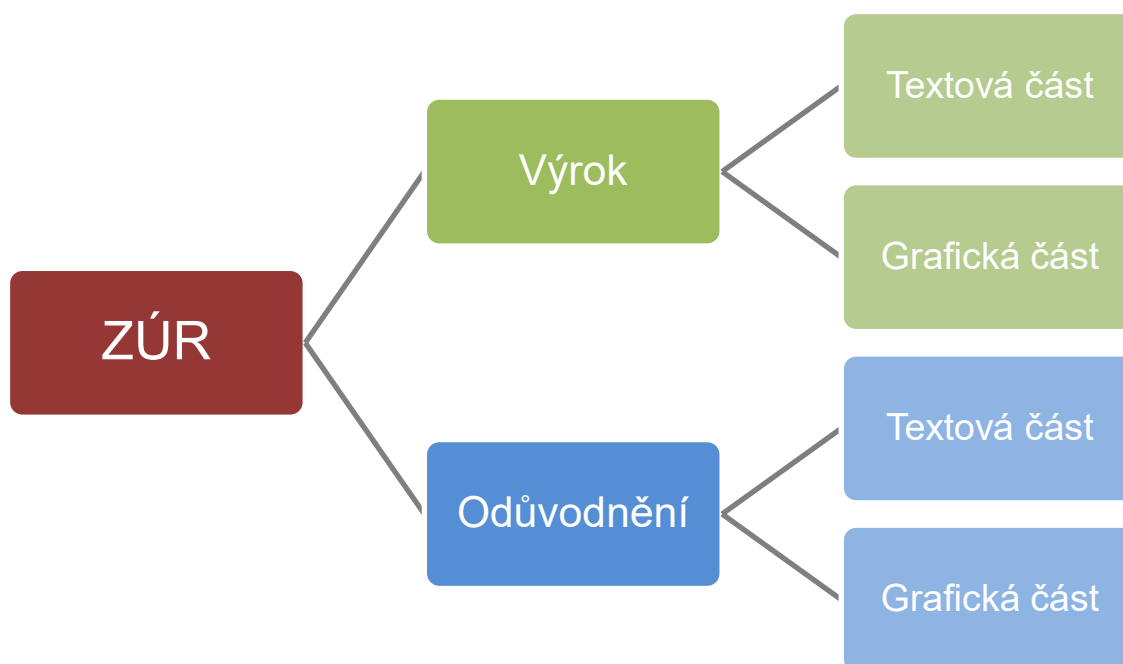 ZÚR
Výrok
Textová část
Grafická část
Odůvodnění
Textová část
Grafická část